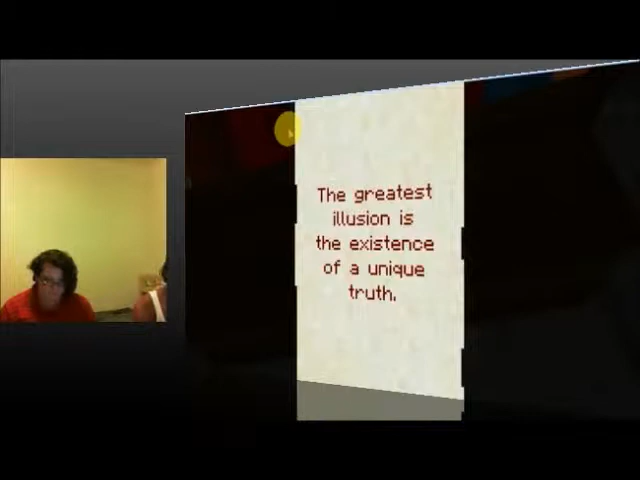 The greatest
illusion is
the existence
of a unique
truth.